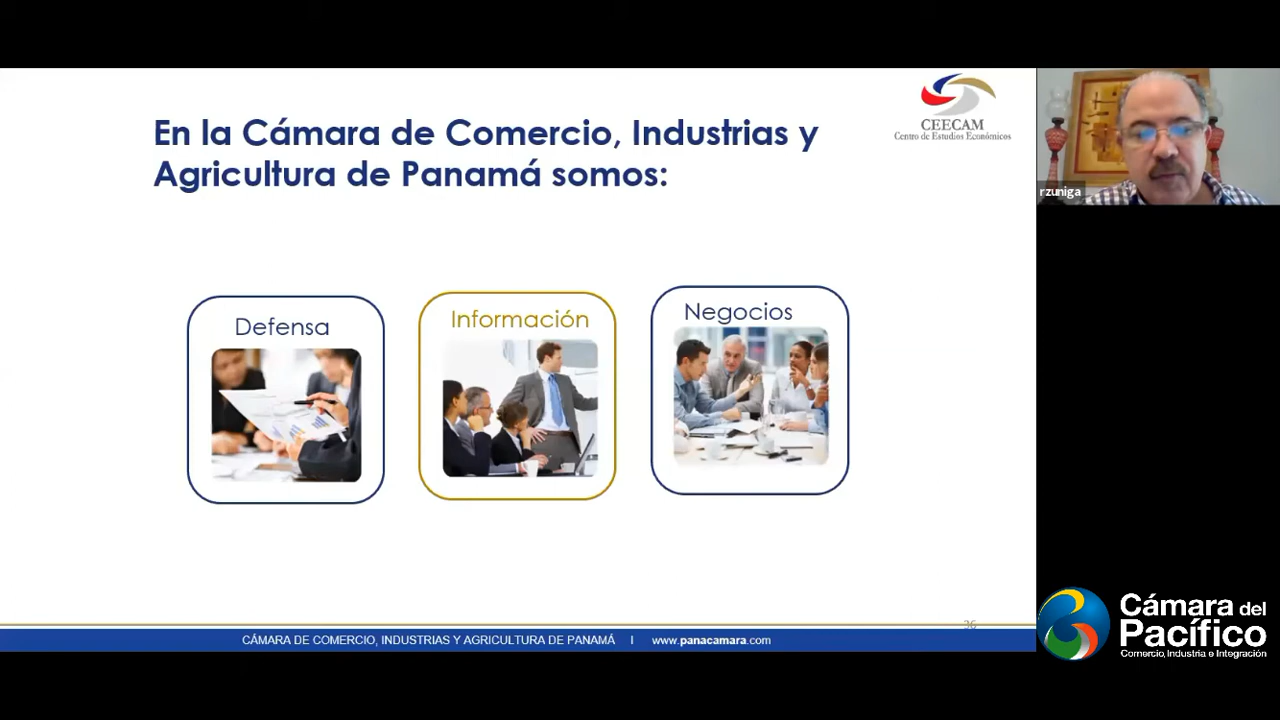 En la Cámara de Comercio, Industrias y
Agricultura de Panamá somos:
CEECAM
Centro de Estudios Económicos
rzuniga
Defensa
Información
Negocios
36
CÁMARA DE COMERCIO, INDUSTRIAS Y AGRICULTURA DE PANAMÁ I www.panacamara.com
Cámara del
Pacífico
Comercio, Industria e Integración